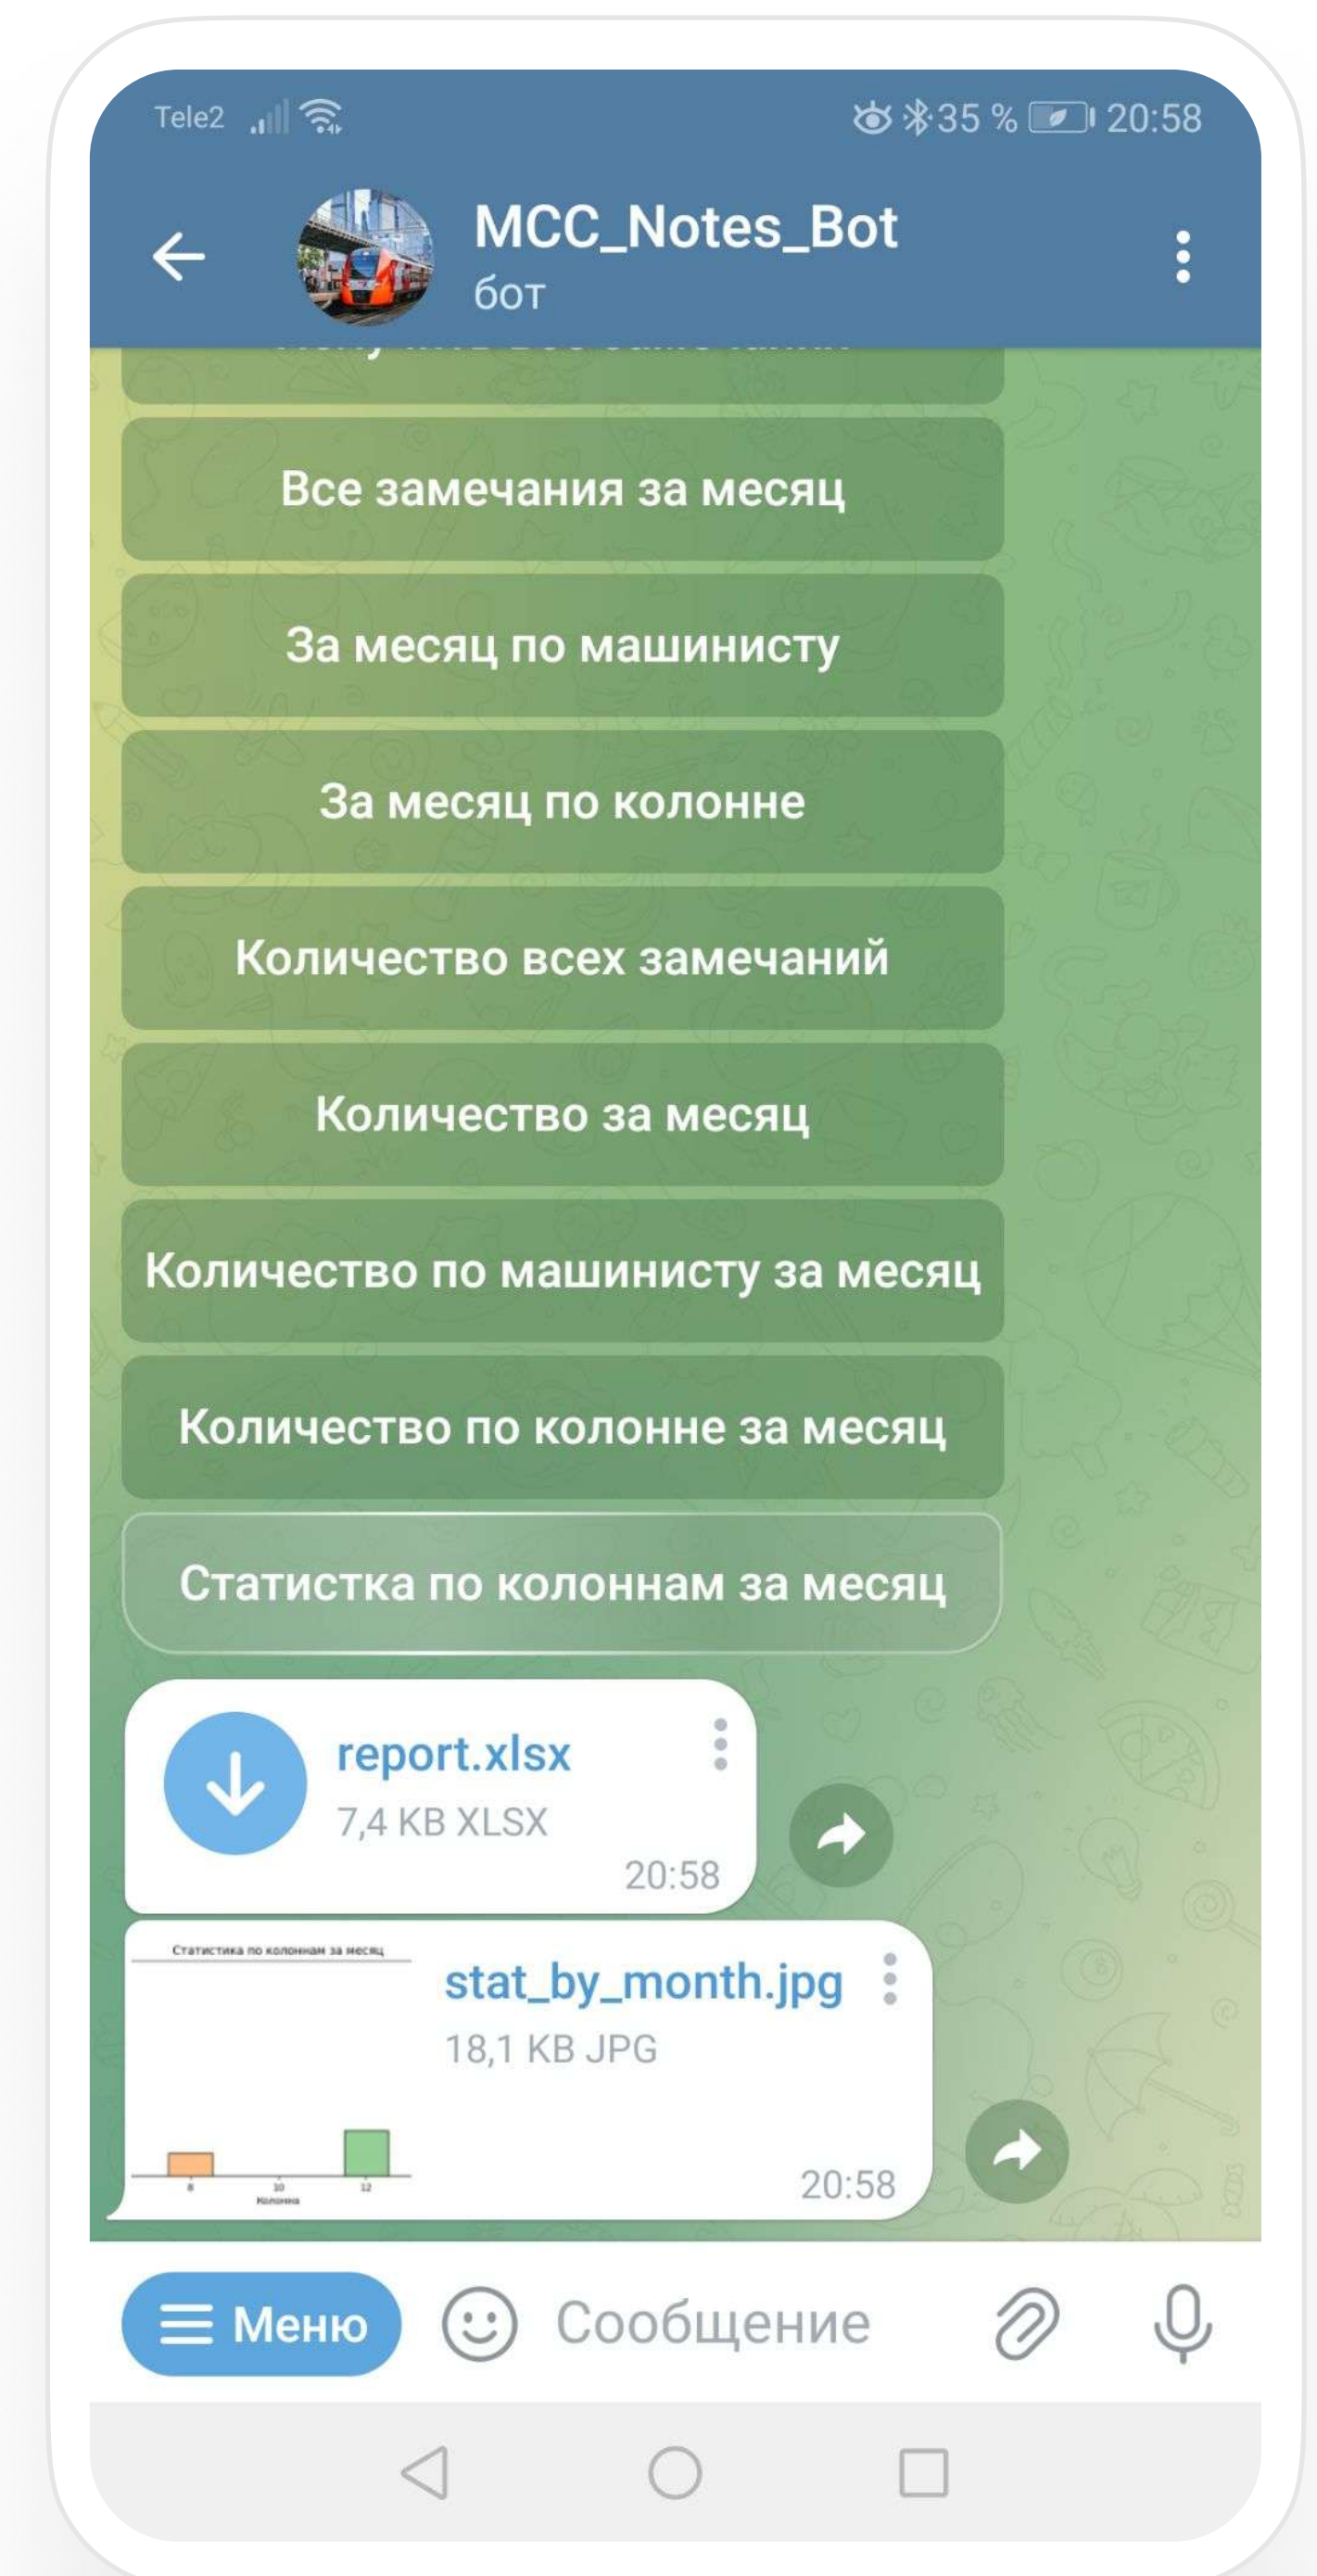 Tele2 35 % 20:58
MCC_Notes_Bot
бот
Все замечания за месяц
За месяц по машинисту
За месяц по колонне
Количество всех замечаний
Количество за месяц
Количество по машинисту за месяц
Количество по колонне за месяц
Статистка по колоннам за месяц
report.xlsx
7,4 KB XLSX
20:58
Статистика по колоннам за месяц
stat_by_month.jpg
18,1 KB JPG
8 10 12
Колонна
20:58
Меню Сообщение